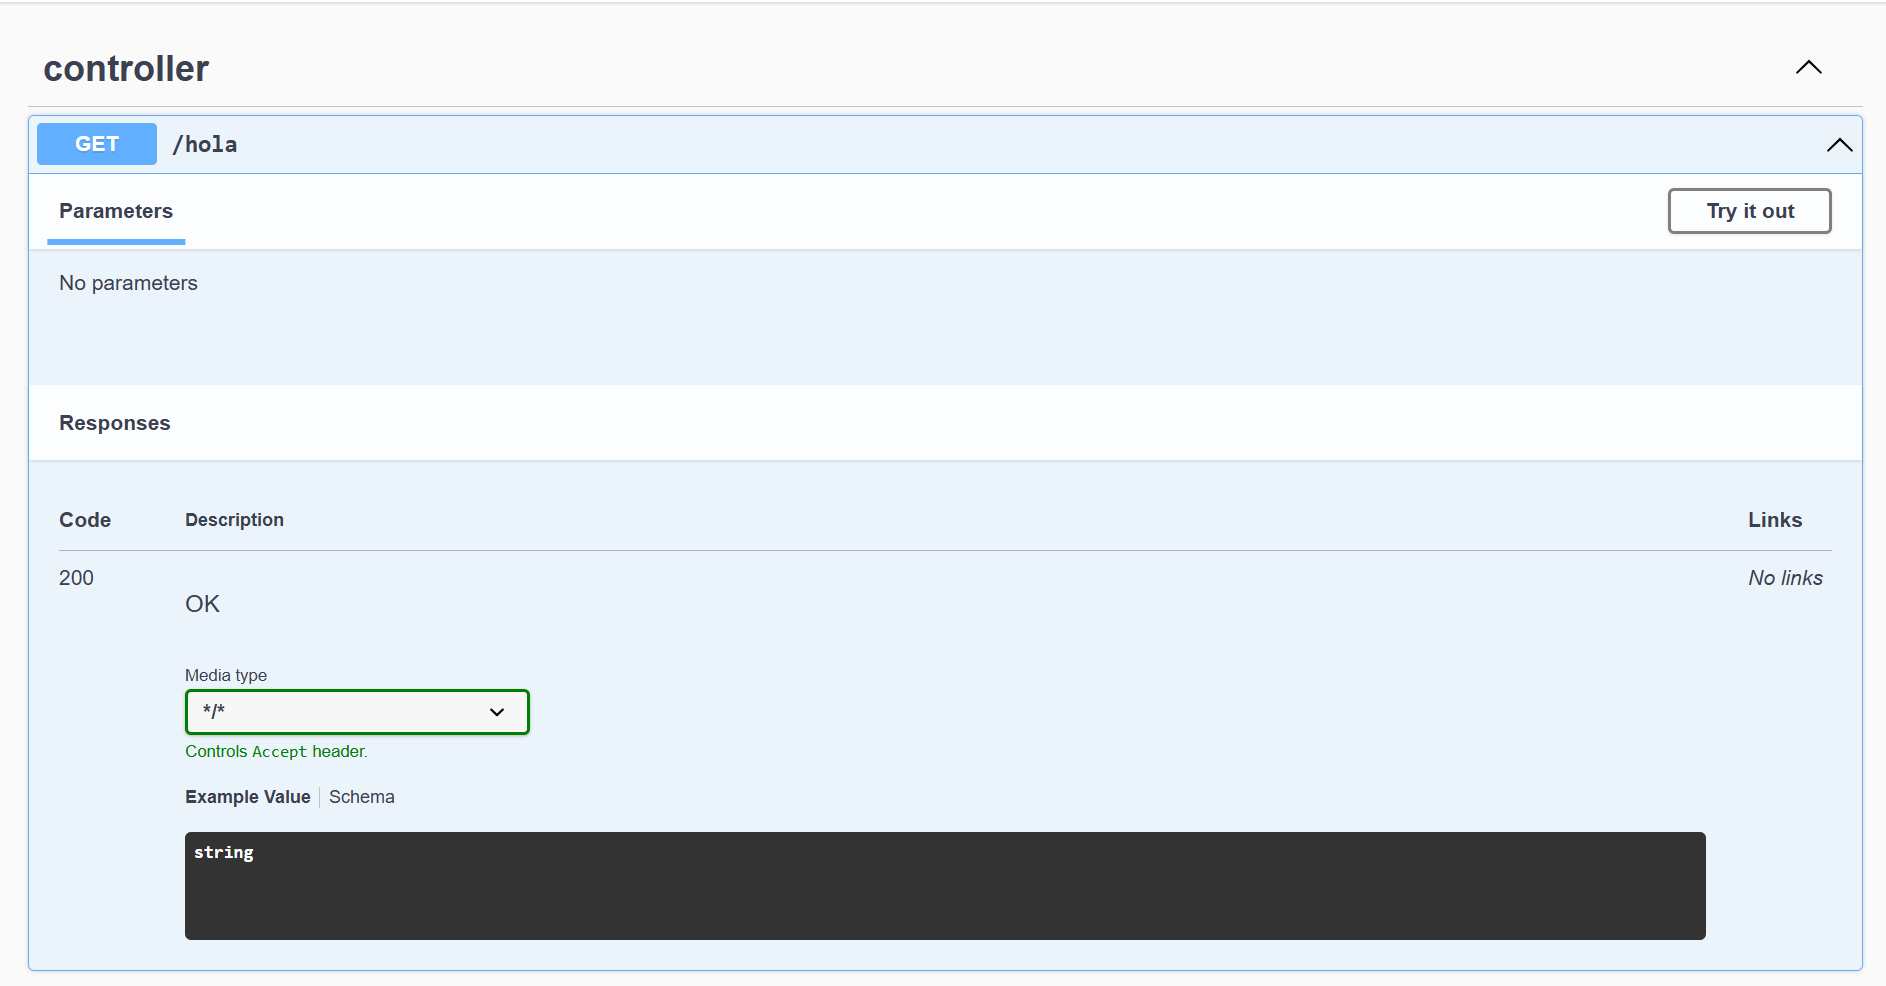 controller
GET /hola
Parameters Try it out
No parameters
Responses
Code Description Links
200 No links
OK
Media type
*/*
Controls Accept header.
Example Value Schema
string